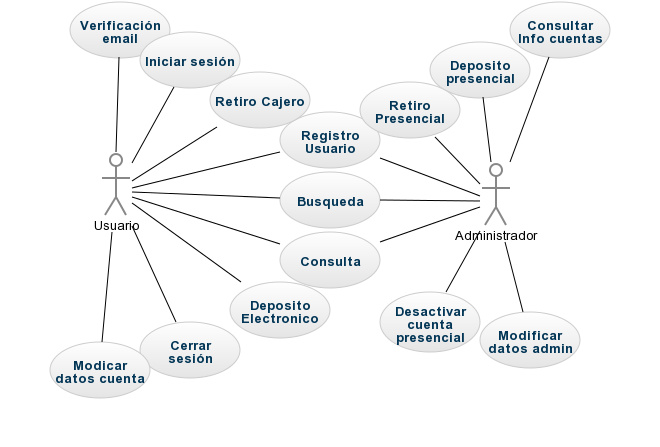 Verificación
email
Consultar
Info cuentas
Iniciar sesión
Deposito
presencial
Retiro Cajero
Retiro
Presencial
Registro
Usuario
Busqueda
Usuario
Administrador
Consulta
Deposito
Electronico
Desactivar
cuenta
presencial
Modificar
datos admin
Cerrar
sesión
Modicar
datos cuenta